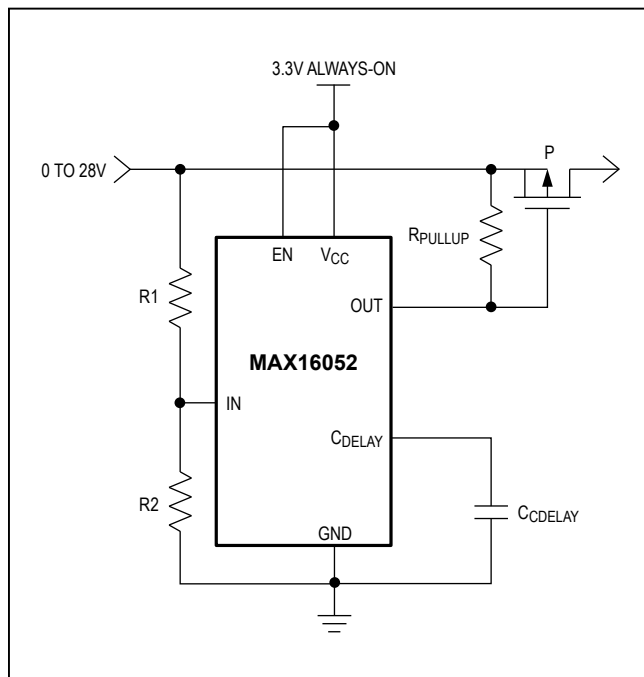 3.3V ALWAYS-ON
0 TO 28V
P
RPULLUP
EN
VCC
R1
OUT
MAX16052
IN
CDELAY
R2
CCDELAY
GND